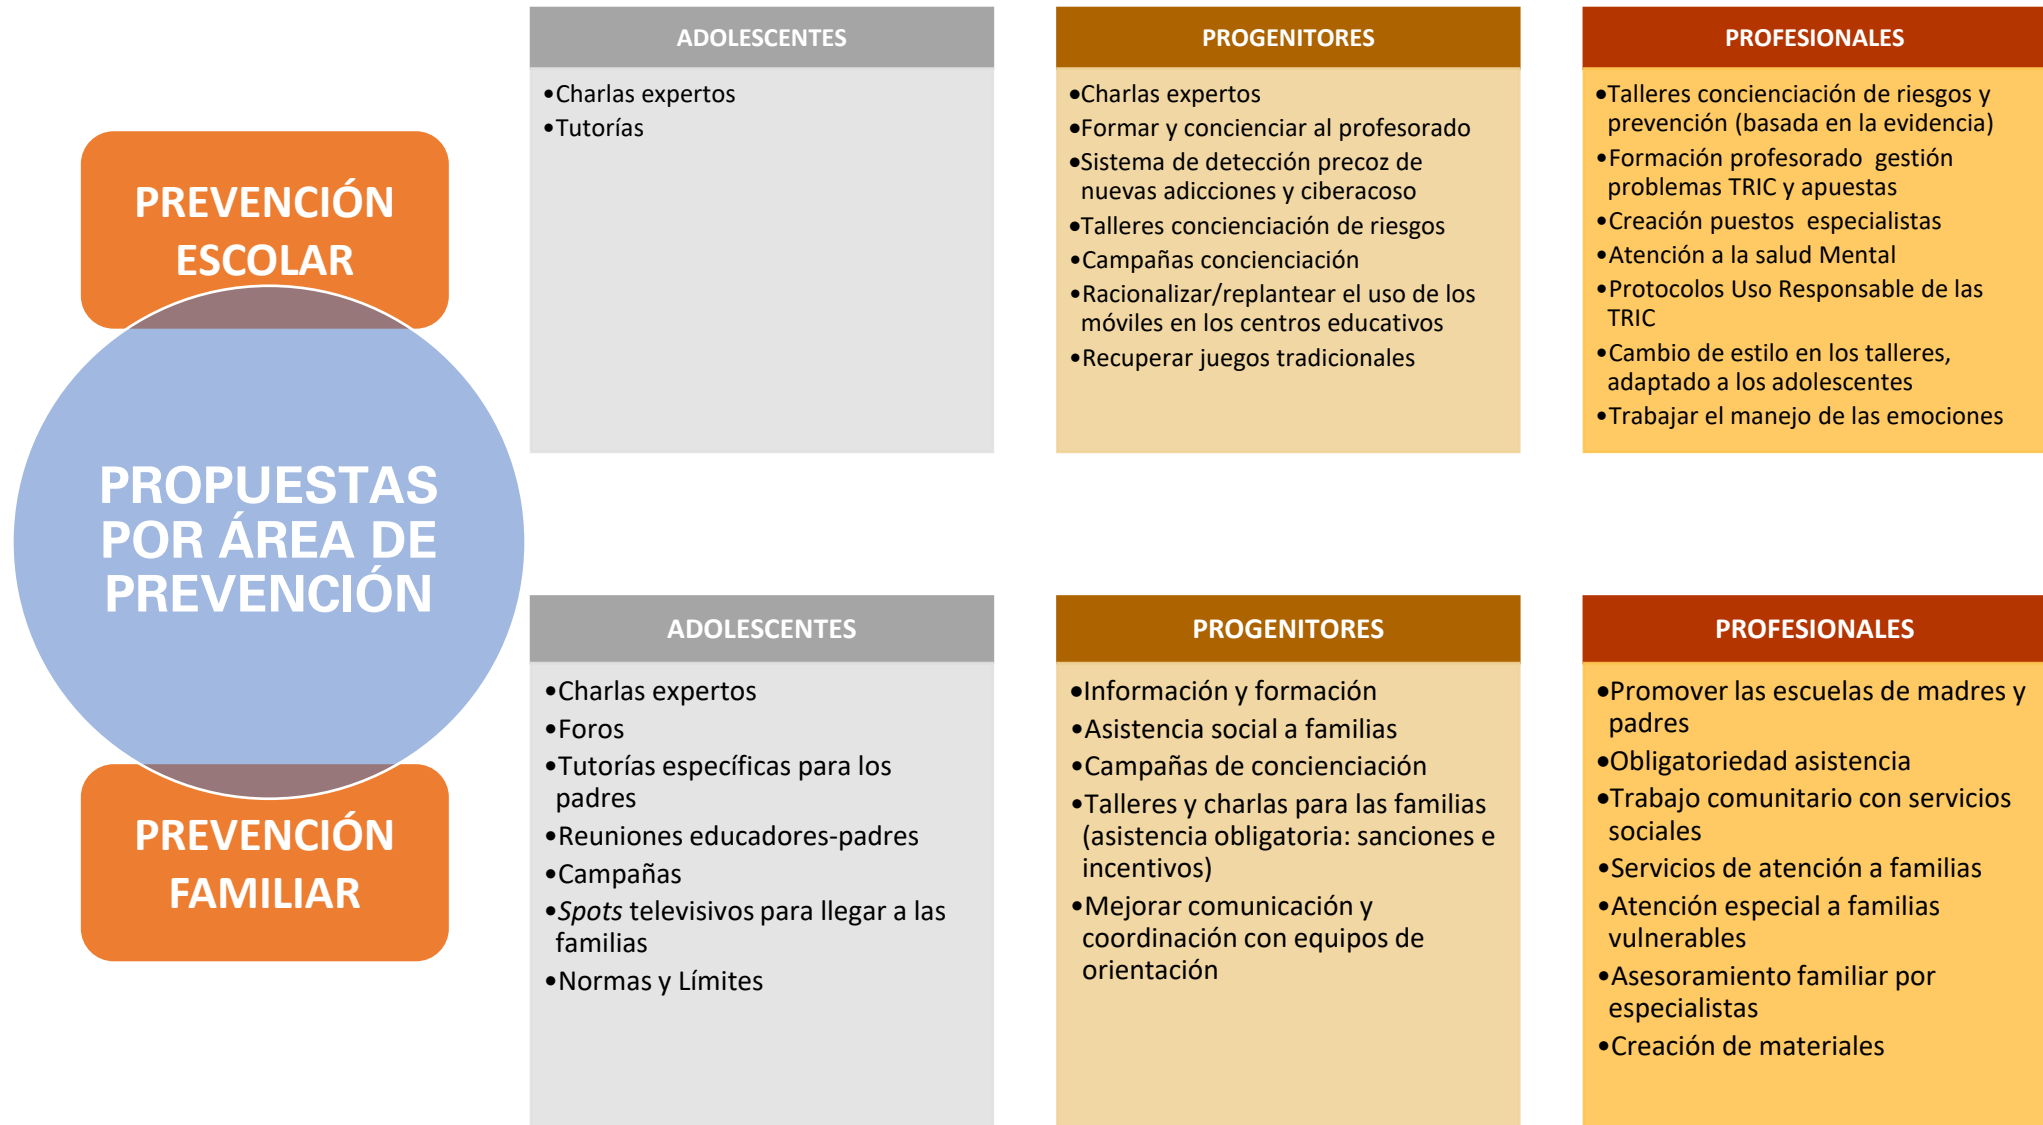 PREVENCIÓN
ESCOLAR
PROPUESTAS
POR ÁREA DE
PREVENCIÓN
PREVENCIÓN
FAMILIAR
ADOLESCENTES
•Charlas expertos
•Tutorías
PROGENITORES
•Charlas expertos
•Formar y concienciar al profesorado
•Sistema de detección precoz de
nuevas adicciones y ciberacoso
•Talleres concienciación de riesgos
•Campañas concienciación
•Racionalizar/replantear el uso de los
móviles en los centros educativos
•Recuperar juegos tradicionales
PROFESIONALES
•Talleres concienciación de riesgos y
prevención (basada en la evidencia)
•Formación profesorado gestión
problemas TRIC y apuestas
•Creación puestos especialistas
•Atención a la salud Mental
•Protocolos Uso Responsable de las
TRIC
•Cambio de estilo en los talleres,
adaptado a los adolescentes
•Trabajar el manejo de las emociones
ADOLESCENTES
•Charlas expertos
•Foros
•Tutorías específicas para los
padres
•Reuniones educadores-padres
•Campañas
•Spots televisivos para llegar a las
familias
•Normas y Límites
PROGENITORES
•Información y formación
•Asistencia social a familias
•Campañas de concienciación
•Talleres y charlas para las familias
(asistencia obligatoria: sanciones e
incentivos)
•Mejorar comunicación y
coordinación con equipos de
orientación
PROFESIONALES
•Promover las escuelas de madres y
padres
•Obligatoriedad asistencia
•Trabajo comunitario con servicios
sociales
•Servicios de atención a familias
•Atención especial a familias
vulnerables
•Asesoramiento familiar por
especialistas
•Creación de materiales